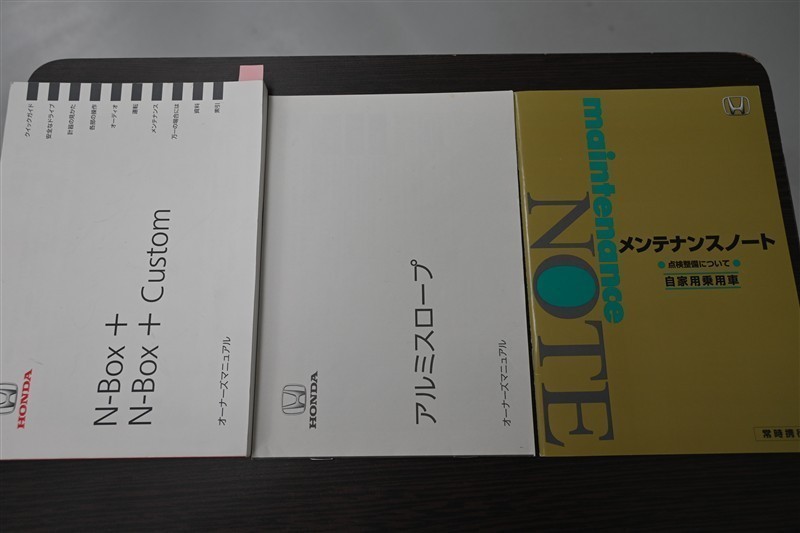 クイックガイド
安全なドライブ
計器の見かた
各部の操作
オーディオ
運転
メンテナンス
万一の場合には
資料
索引
N-Box +
N-Box + Custom
オーナーズマニュアル
HONDA
アルミスロープ
オーナーズマニュアル
HONDA
maintenance
NOTE
メンテナンスノート
● 点検整備について ●
自家用乗用車
常時携